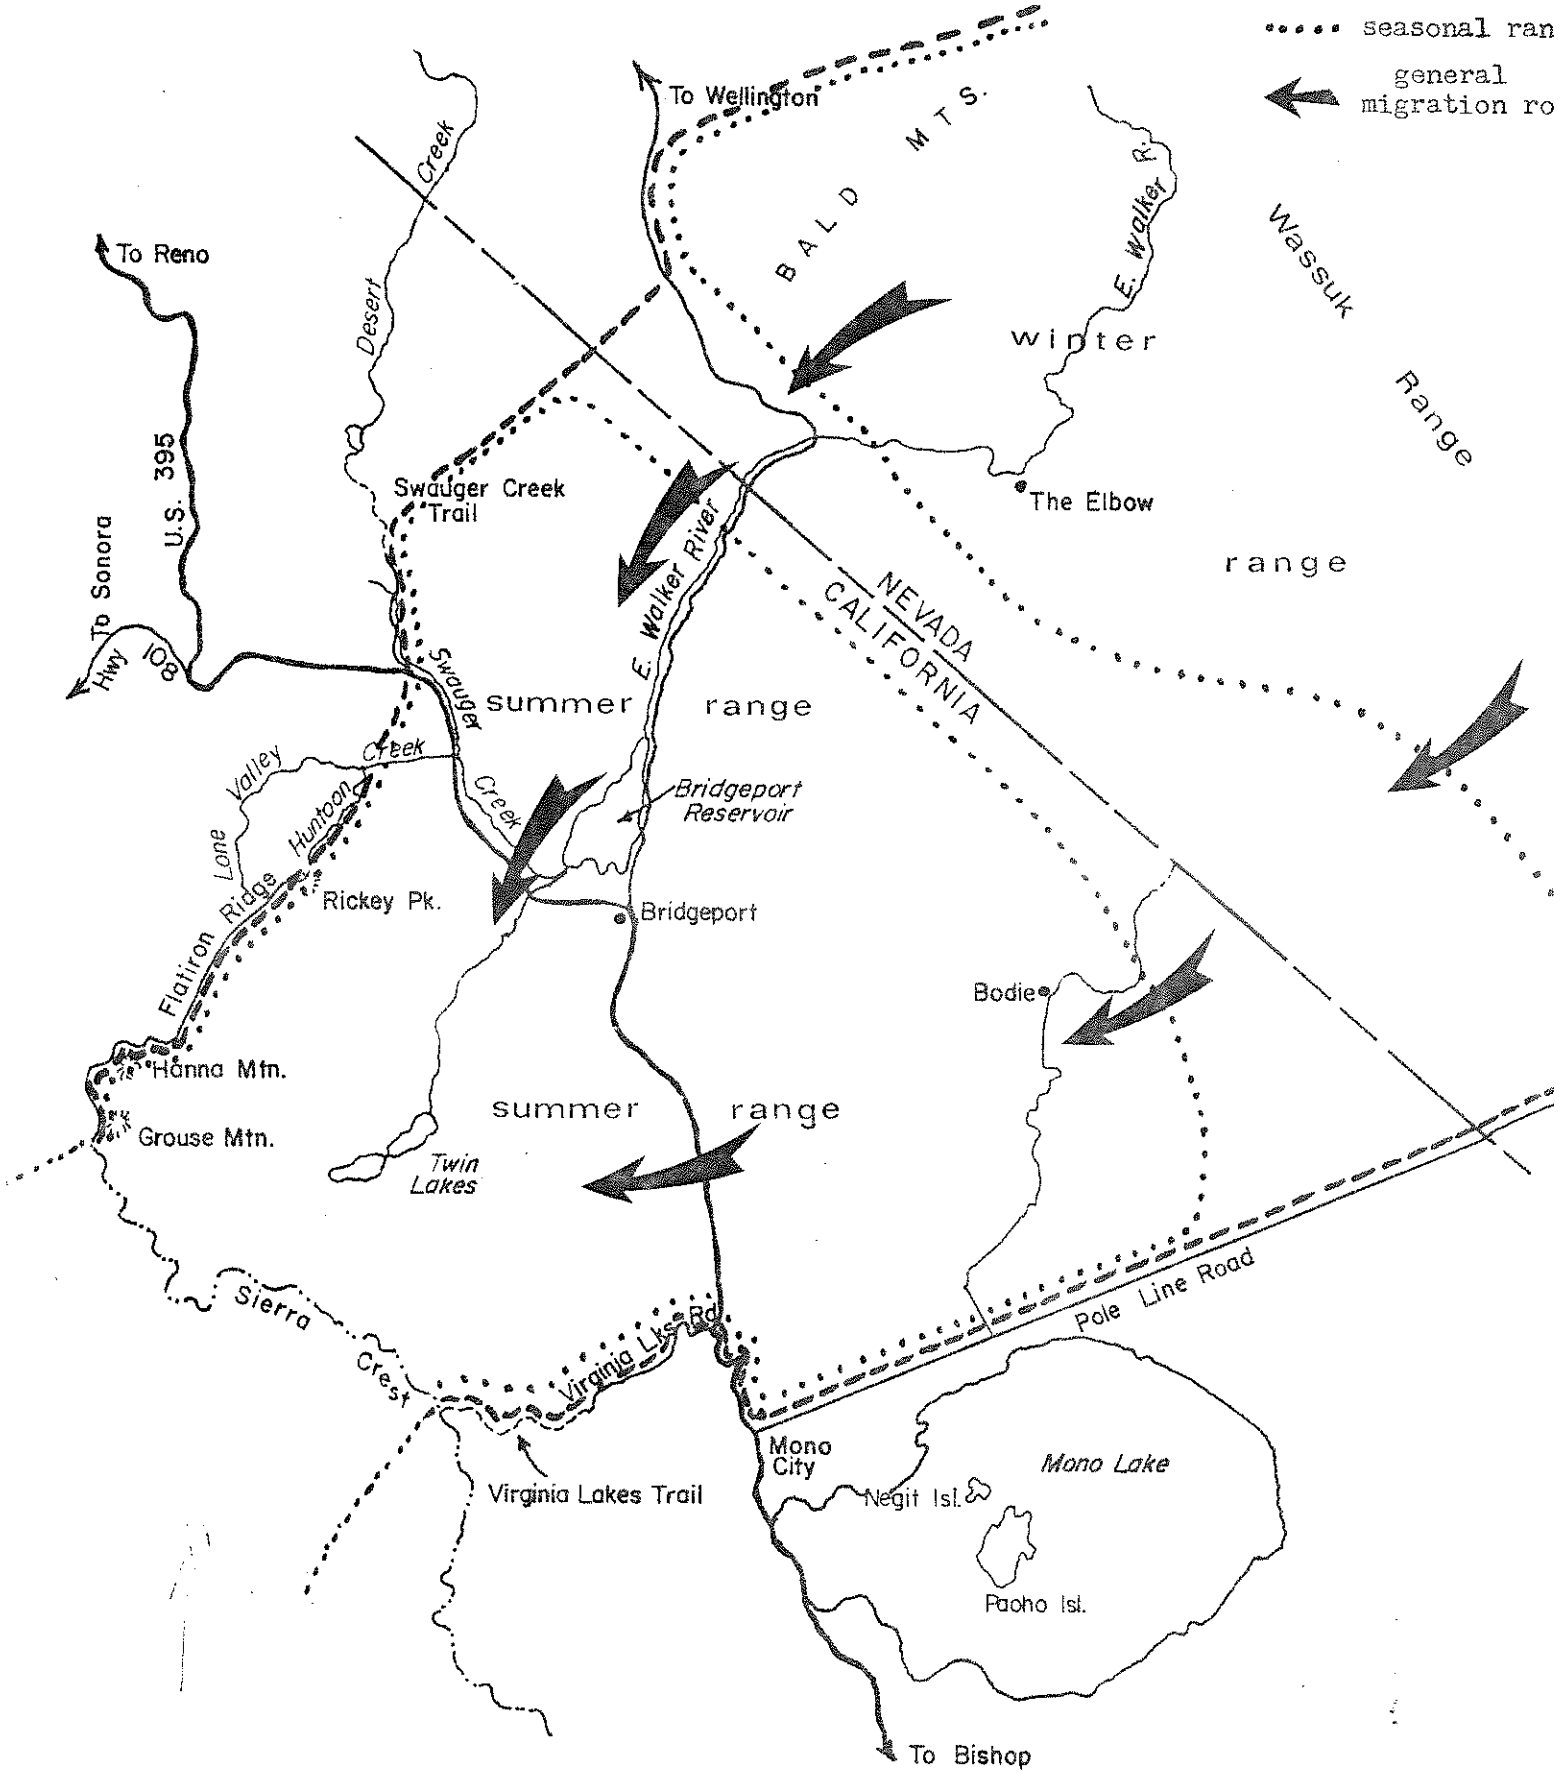 seasonal ran
general
migration ro
To Wellington
BALD MTS.
E. Walker R.
Wassuk Range
Creek
Desert
To Reno
winter
U.S. 395
Swauger Creek
Trail
The Elbow
To Sonora
Hwy 108
E. Walker River
range
NEVADA
CALIFORNIA
Swauger
summer range
Creek
Valley
Lone
Huntoon
Creek
Bridgeport
Reservoir
Flatiron Ridge
Rickey Pk.
Bridgeport
Bodie
Hanna Mtn.
summer range
Grouse Mtn.
Twin
Lakes
Sierra
Crest
Virginia Lks Rd
Pole Line Road
Mono
City
Mono Lake
Virginia Lakes Trail
Negit Isl.
Paoho Isl.
To Bishop